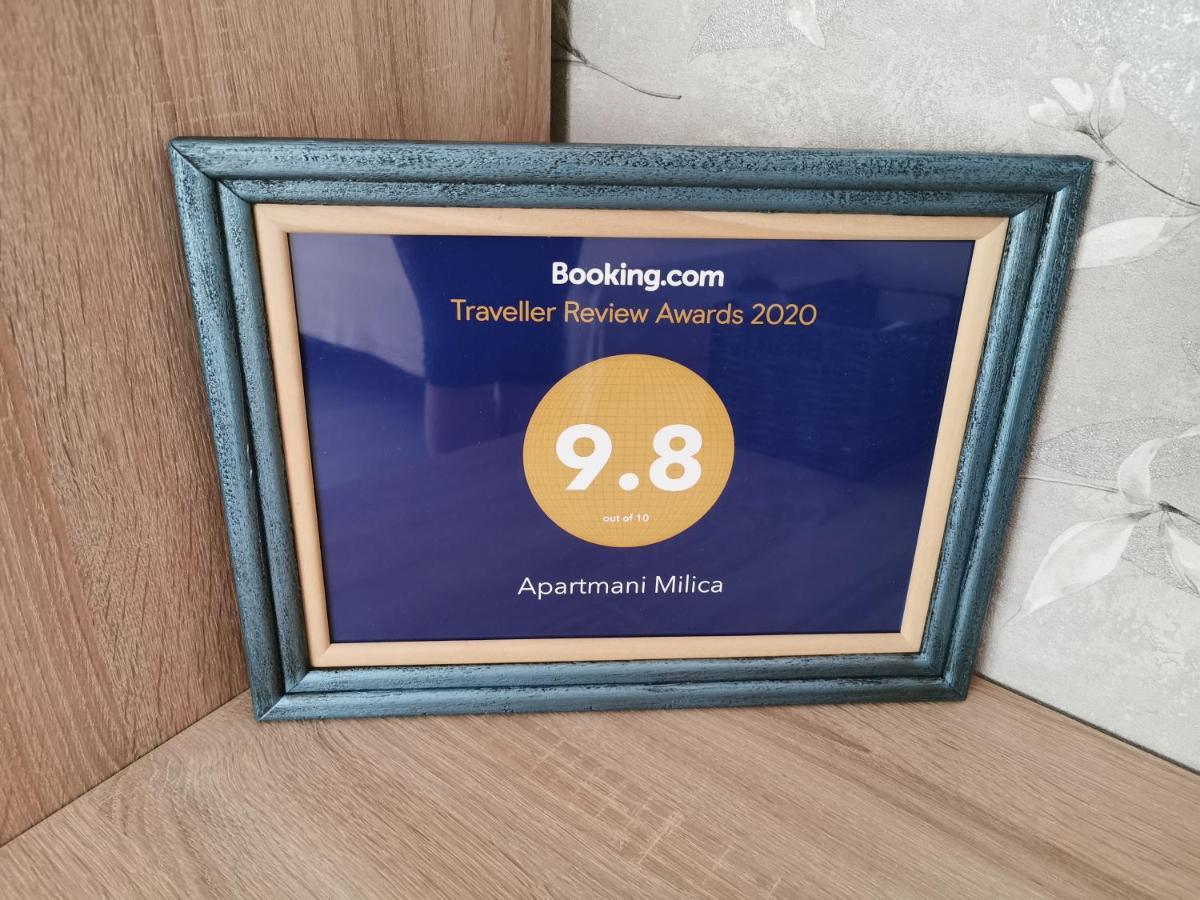 Booking.com
Traveller Review Awards 2020
9.8
out of 10
Apartmani Milica